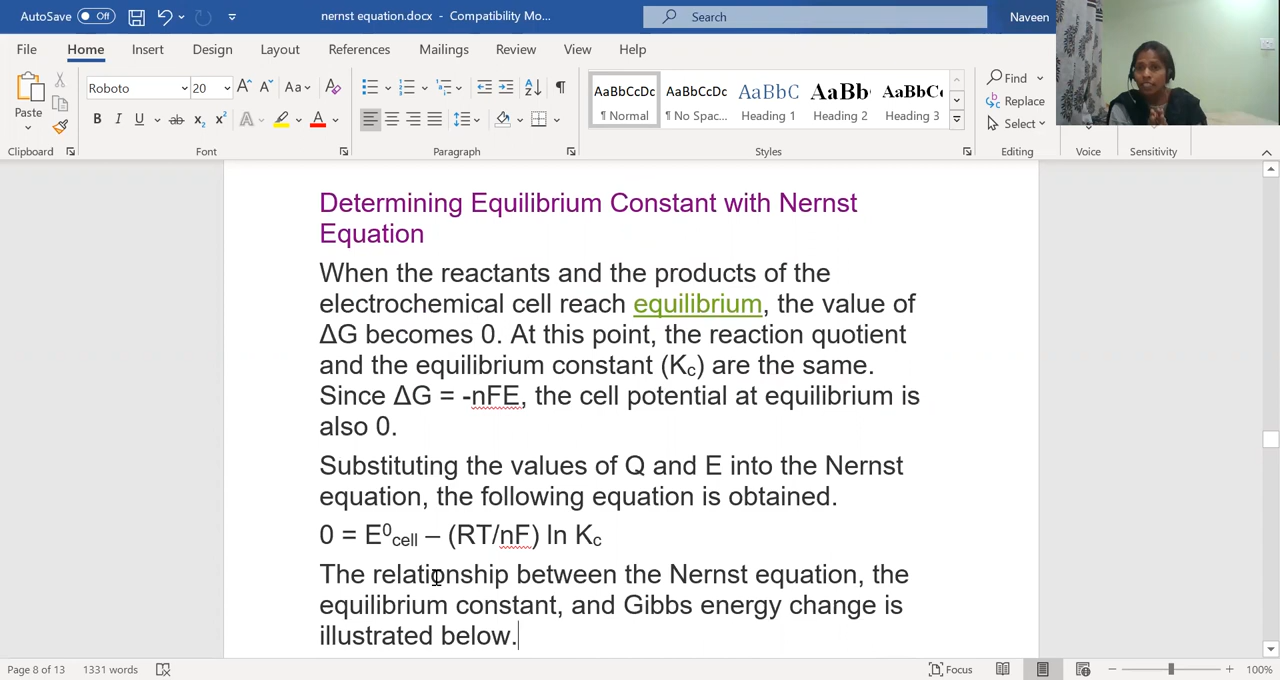 AutoSave Off nernst equation.docx - Compatibility Mo... Search Naveen
File Home Insert Design Layout References Mailings Review View Help
Paste Roboto 20 Aa AaBbCcDc AaBbCcDc AaBbC AaBb AaBbCc Find
¶ Normal ¶ No Spac... Heading 1 Heading 2 Heading 3 Replace
Select
Clipboard Font Paragraph Styles Editing Voice Sensitivity
Determining Equilibrium Constant with Nernst
Equation
When the reactants and the products of the
electrochemical cell reach equilibrium, the value of
ΔG becomes 0. At this point, the reaction quotient
and the equilibrium constant (Kc) are the same.
Since ΔG = -nFE, the cell potential at equilibrium is
also 0.
Substituting the values of Q and E into the Nernst
equation, the following equation is obtained.
0 = E⁰cell – (RT/nF) ln Kc
The relationship between the Nernst equation, the
equilibrium constant, and Gibbs energy change is
illustrated below.
Page 8 of 13 1331 words Focus 100%